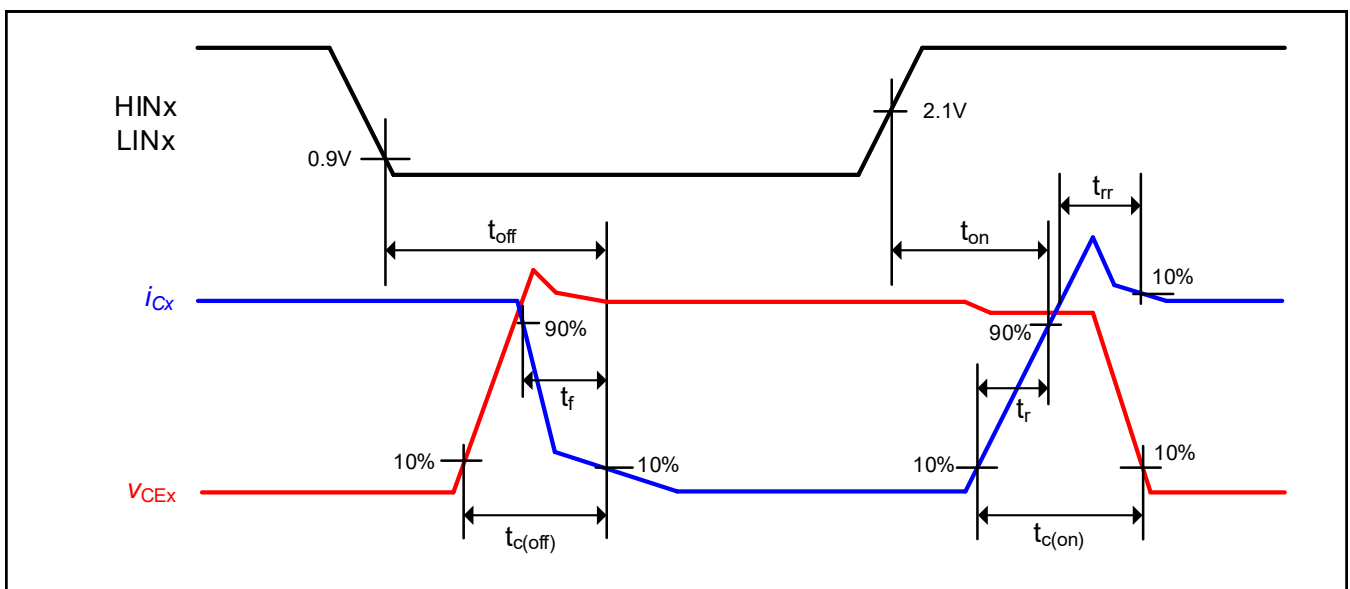 HINx
LINx
0.9V
2.1V
trr
toff
ton
10%
iCx
90%
90%
tf
tr
10%
10%
10%
10%
vCEx
tc(off)
tc(on)